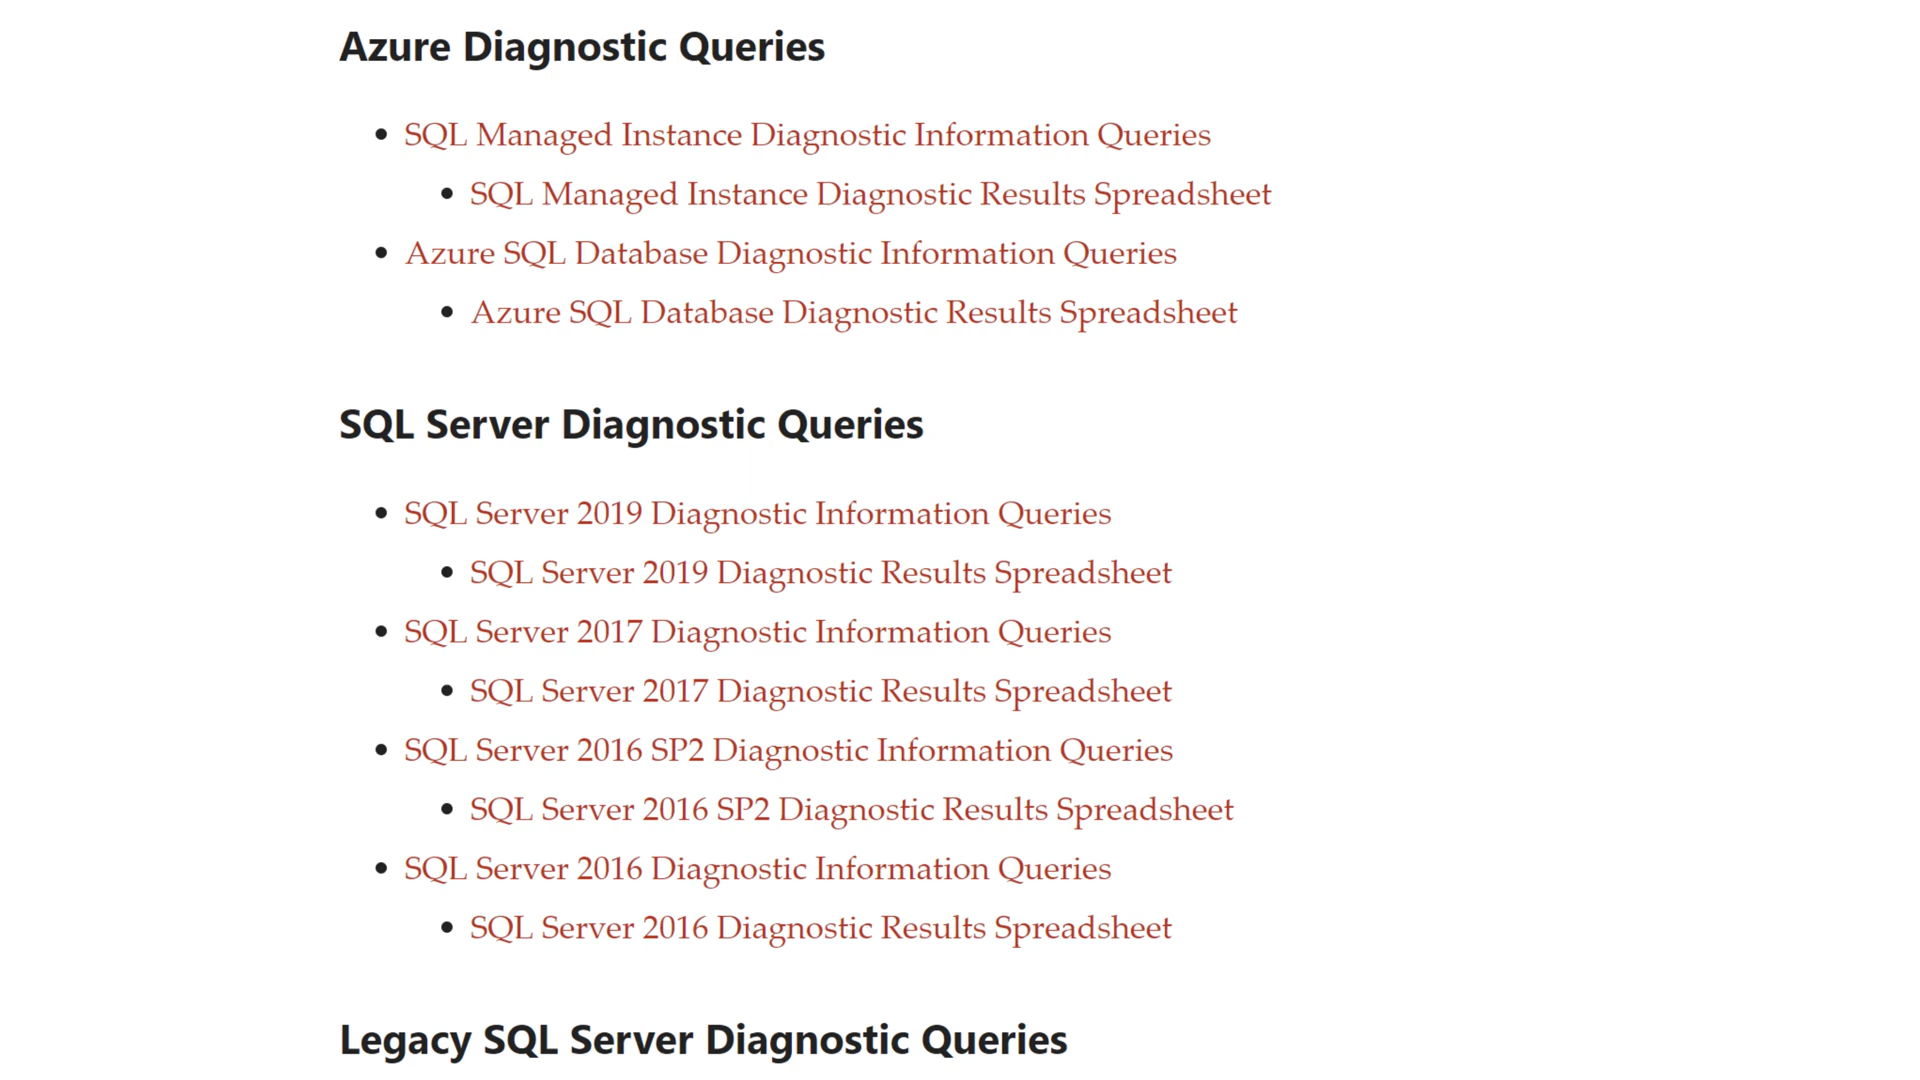 Azure Diagnostic Queries
SQL Managed Instance Diagnostic Information Queries
SQL Managed Instance Diagnostic Results Spreadsheet
Azure SQL Database Diagnostic Information Queries
Azure SQL Database Diagnostic Results Spreadsheet
SQL Server Diagnostic Queries
SQL Server 2019 Diagnostic Information Queries
SQL Server 2019 Diagnostic Results Spreadsheet
SQL Server 2017 Diagnostic Information Queries
SQL Server 2017 Diagnostic Results Spreadsheet
SQL Server 2016 SP2 Diagnostic Information Queries
SQL Server 2016 SP2 Diagnostic Results Spreadsheet
SQL Server 2016 Diagnostic Information Queries
SQL Server 2016 Diagnostic Results Spreadsheet
Legacy SQL Server Diagnostic Queries